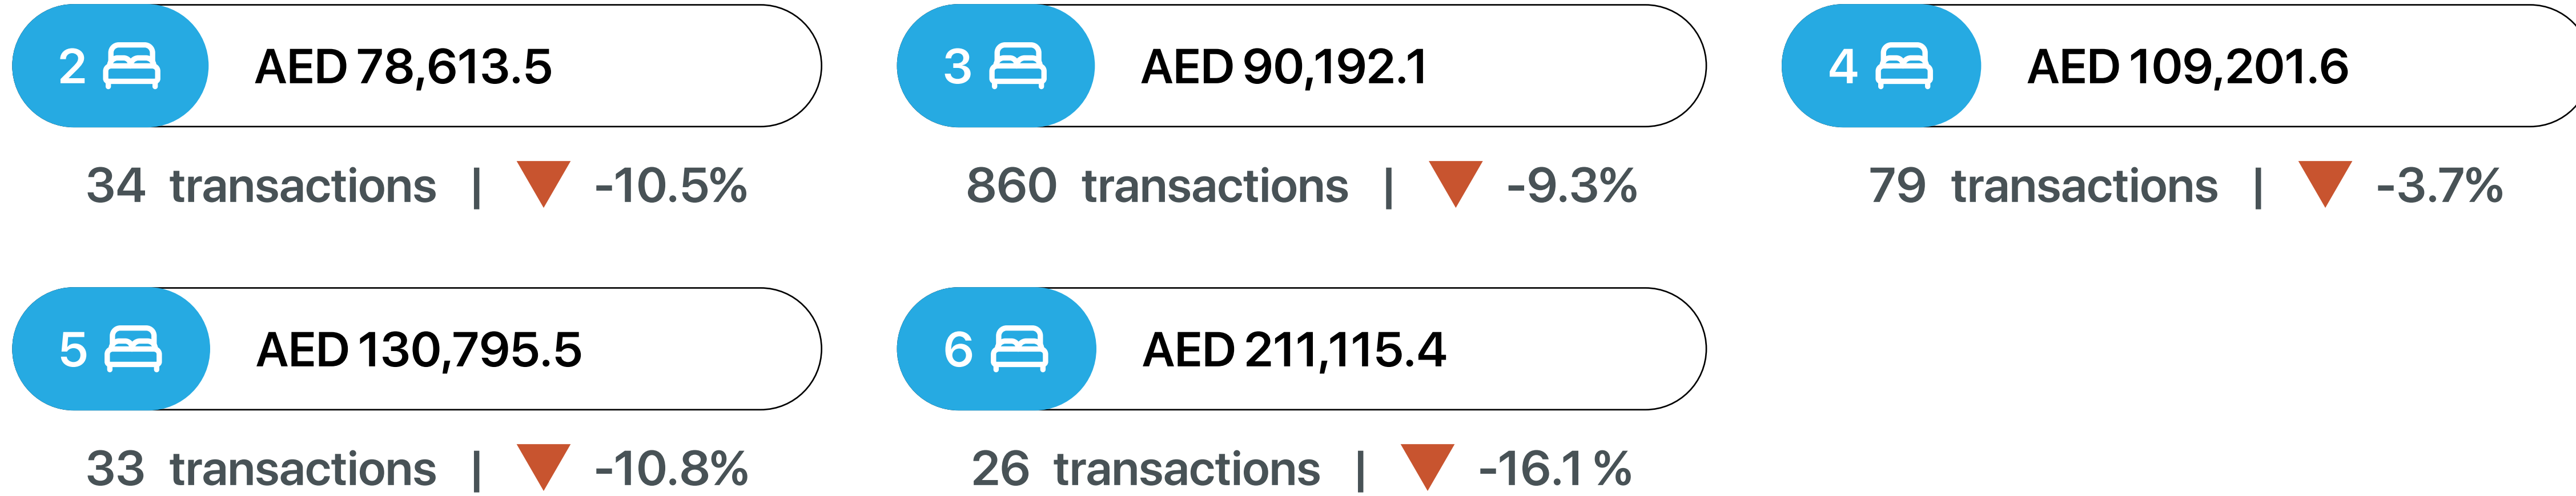 2 AED 78,613.5
34 transactions | -10.5%
3 AED 90,192.1
860 transactions | -9.3%
4 AED 109,201.6
79 transactions | -3.7%
5 AED 130,795.5
33 transactions | -10.8%
6 AED 211,115.4
26 transactions | -16.1 %